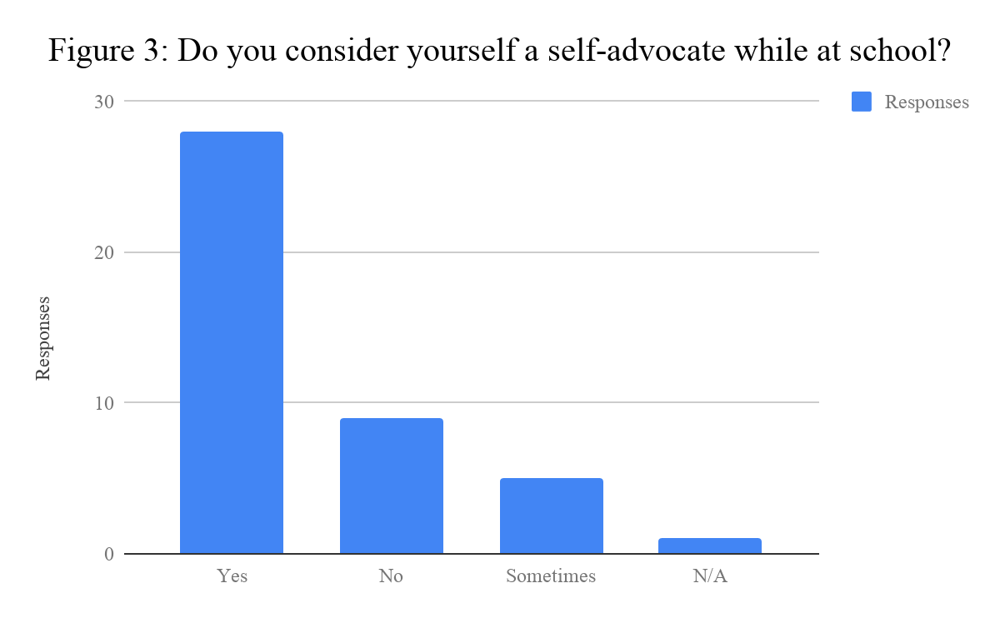 Figure 3: Do you consider yourself a self-advocate while at school?
Responses
30
20
10
0
Responses
Yes
No
Sometimes
N/A